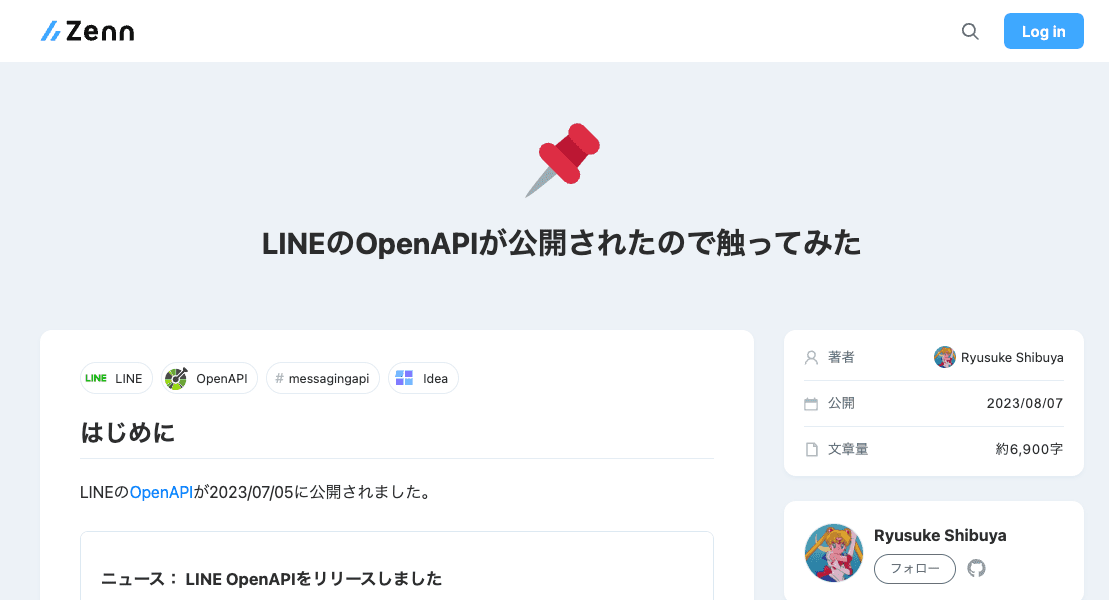 Zenn
Log in
LINEのOpenAPIが公開されたので触ってみた
LINE LINE
OpenAPI
# messagingapi
Idea
はじめに
LINEのOpenAPIが2023/07/05に公開されました。
ニュース： LINE OpenAPIをリリースしました
著者 Ryusuke Shibuya
公開 2023/08/07
文章量 約6,900字
Ryusuke Shibuya
フォロー